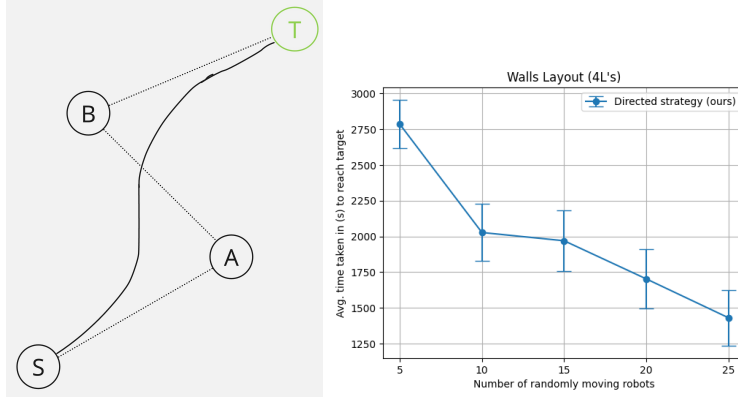 T
B
A
S
Walls Layout (4L's)
Directed strategy (ours)
Avg. time taken in (s) to reach target
3000
2750
2500
2250
2000
1750
1500
1250
5 10 15 20 25
Number of randomly moving robots